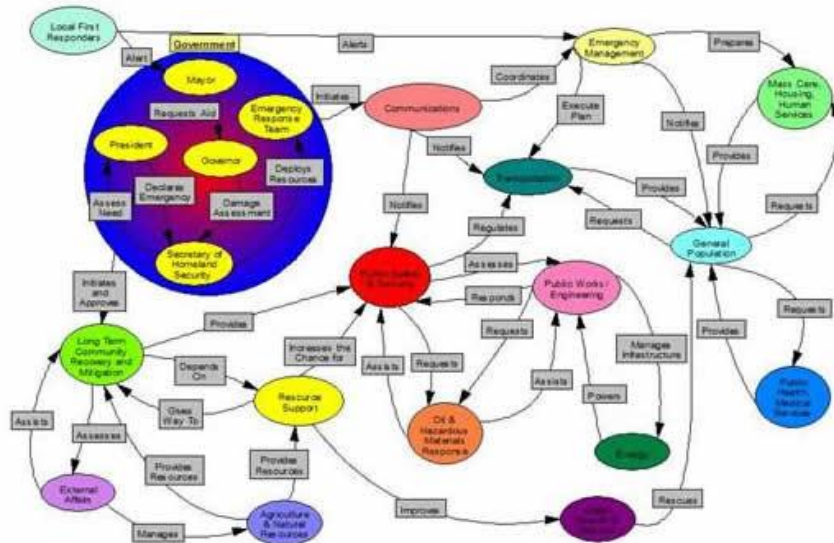 Local First
Responders
Government
Alerts
Emergency
Management
Prepares
Alert
Mayor
Mass Care,
Housing,
Human
Services
Initiates
Coordinates
Requests Aid
Emergency
Response
Team
Communications
Execute
Plan
Notifies
President
Governor
Notifies
Provides
Deploys
Resources
Transportation
Assess
Need
Declares
Emergency
Damage
Assessment
Provides
Requests
Notifies
Regulates
Requests
General
Population
Secretary of
Homeland
Security
Public Safety
& Security
Assesses
Public Works /
Engineering
Initiates
and
Approves
Responds
Provides
Requests
Long Term
Community
Recovery and
Mitigation
Increases the
Chance for
Requests
Provides
Manages
Infrastructure
Depends
On
Assists
Requests
Assists
Powers
Resource
Support
Public
Health,
Medical
Services
Gives
Way To
Assists
Assesses
Oil &
Hazardous
Materials
Response
Energy
Provides
Resources
Provides
Resources
External
Affairs
Rescues
Manages
Agriculture
& Natural
Resources
Improves